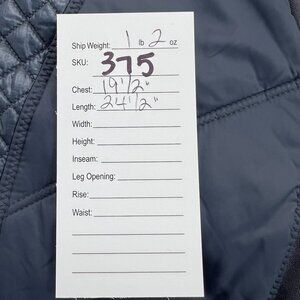 Ship Weight: 1 lb 2 oz
SKU: 375
Chest: 19 1/2"
Length: 24 1/2"
Width:
Height:
Inseam:
Leg Opening:
Rise:
Waist: